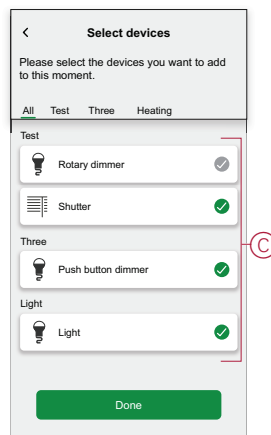 Select devices
Please select the devices you want to add
to this moment.
All Test Three Heating
Test
Rotary dimmer
Shutter
Three
Push button dimmer
Light
Light
Done
C